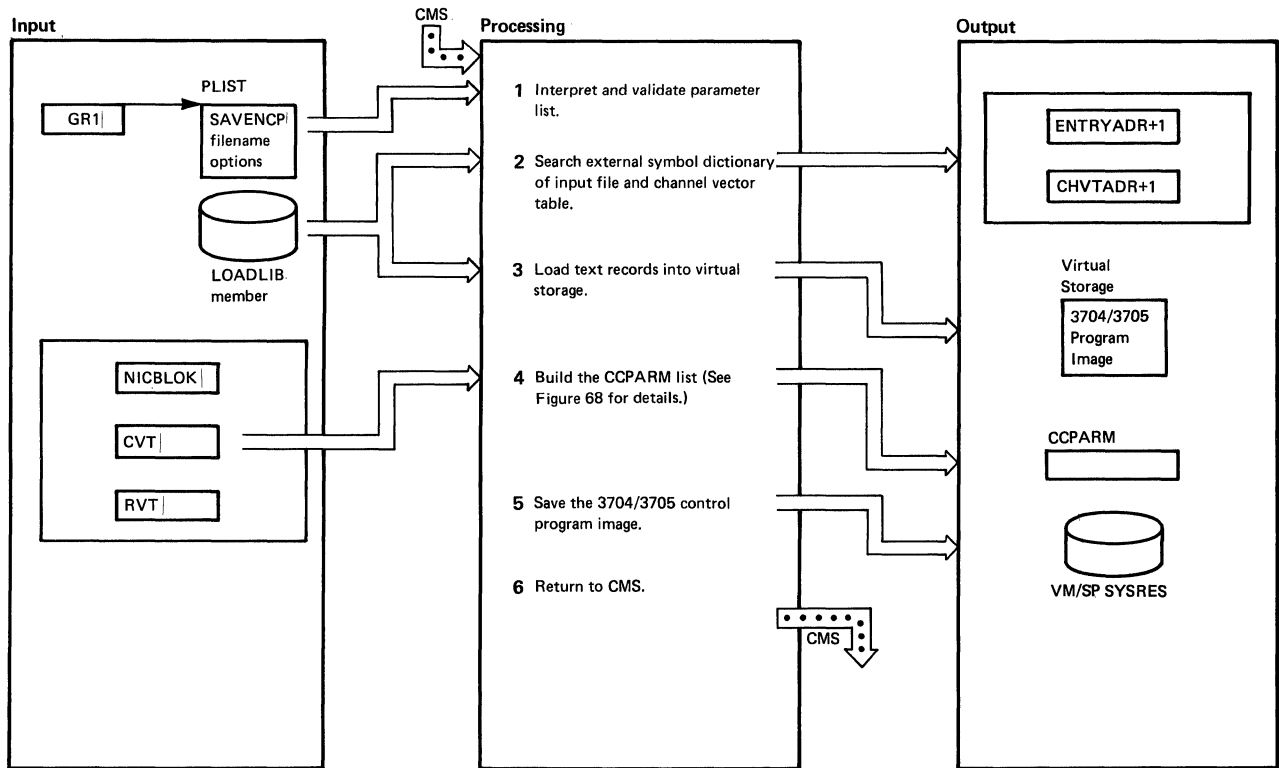 Input
GR1
PLIST
SAVENCP
filename
options
LOADLIB
member
NICBLOK
CVT
RVT
CMS
Processing
1 Interpret and validate parameter
list.
2 Search external symbol dictionary
of input file and channel vector
table.
3 Load text records into virtual
storage.
4 Build the CCPARM list (See
Figure 68 for details.)
5 Save the 3704/3705 control
program image.
6 Return to CMS.
CMS
Output
ENTRYADR+1
CHVTADR+1
Virtual
Storage
3704/3705
Program
Image
CCPARM
VM/SP SYSRES